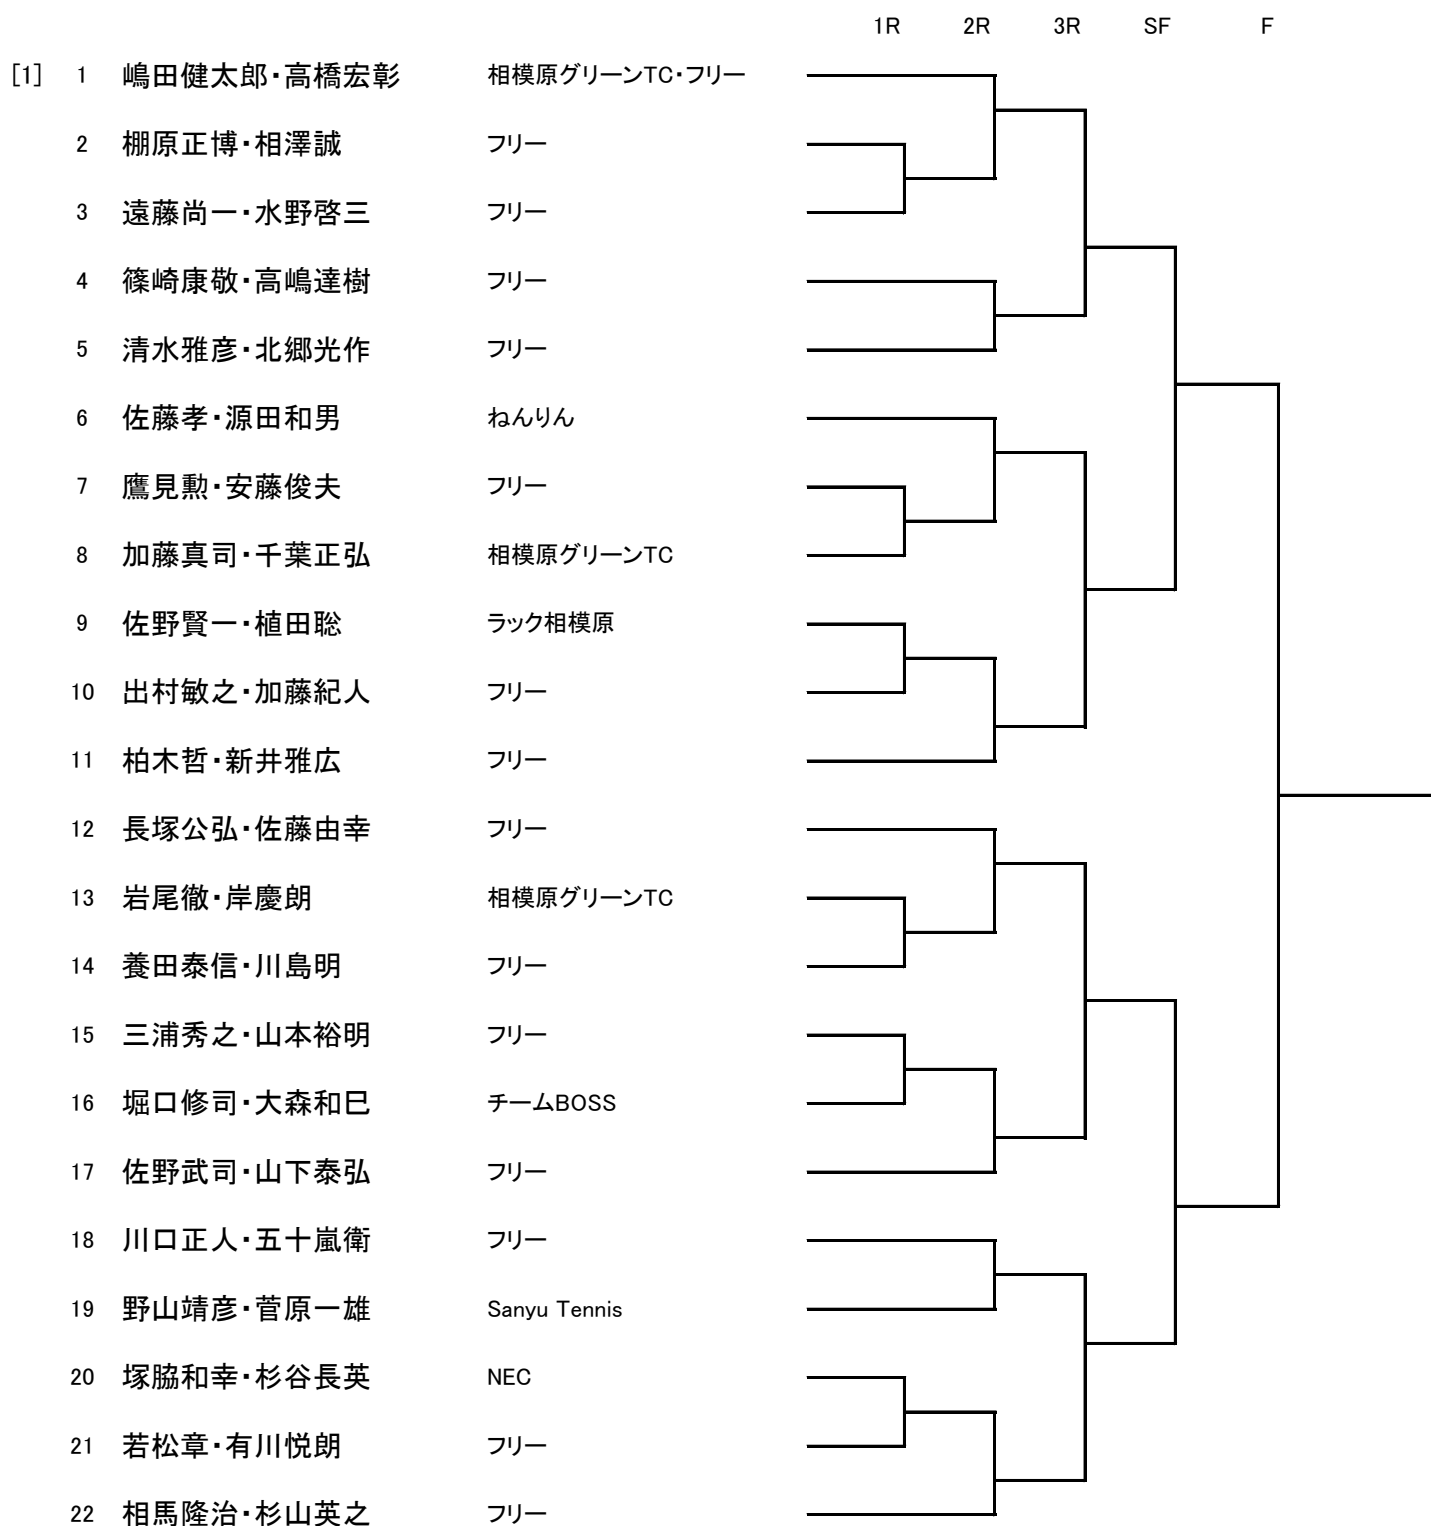 1R 2R 3R SF F
[1] 1 嶋田健太郎・高橋宏彰 相模原グリーンTC・フリー
2 棚原正博・相澤誠 フリー
3 遠藤尚一・水野啓三 フリー
4 篠崎康敬・高嶋達樹 フリー
5 清水雅彦・北郷光作 フリー
6 佐藤孝・源田和男 ねんりん
7 鷹見勲・安藤俊夫 フリー
8 加藤真司・千葉正弘 相模原グリーンTC
9 佐野賢一・植田聡 ラック相模原
10 出村敏之・加藤紀人 フリー
11 柏木哲・新井雅広 フリー
12 長塚公弘・佐藤由幸 フリー
13 岩尾徹・岸慶朗 相模原グリーンTC
14 養田泰信・川島明 フリー
15 三浦秀之・山本裕明 フリー
16 堀口修司・大森和巳 チームBOSS
17 佐野武司・山下泰弘 フリー
18 川口正人・五十嵐衛 フリー
19 野山靖彦・菅原一雄 Sanyu Tennis
20 塚脇和幸・杉谷長英 NEC
21 若松章・有川悦朗 フリー
22 相馬隆治・杉山英之 フリー